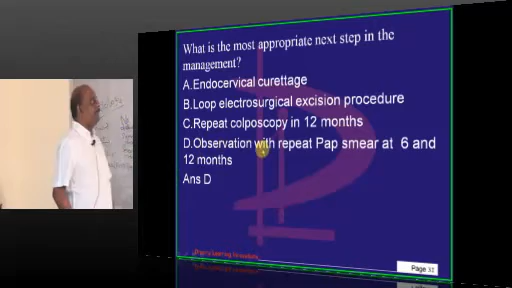 What is the most appropriate next step in the
management?
A.Endocervical curettage
B.Loop electrosurgical excision procedure
C.Repeat colposcopy in 12 months
D.Observation with repeat Pap smear at 6 and
12 months
Ans D
Page